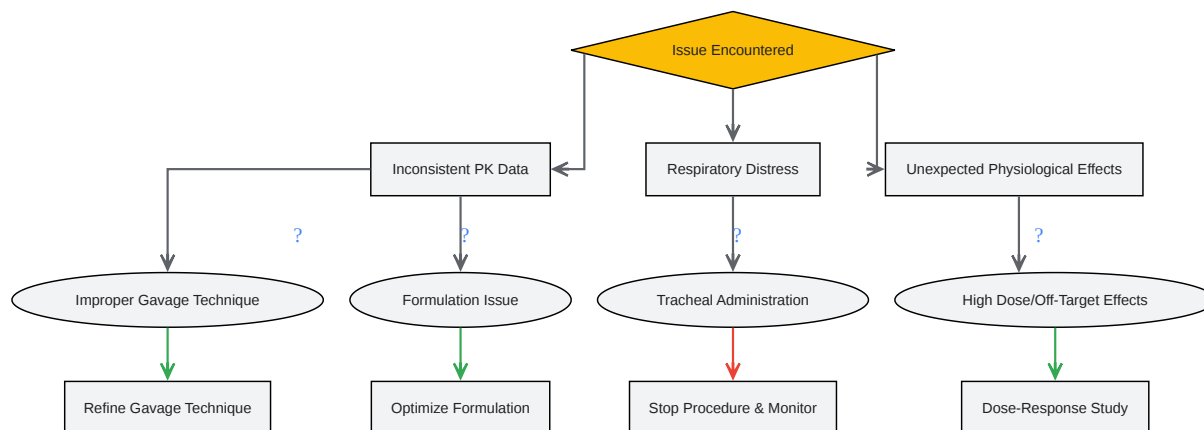 Issue Encountered
Inconsistent PK Data
Respiratory Distress
Unexpected Physiological Effects
?
?
?
?
Improper Gavage Technique
Formulation Issue
Tracheal Administration
High Dose/Off-Target Effects
Refine Gavage Technique
Optimize Formulation
Stop Procedure & Monitor
Dose-Response Study